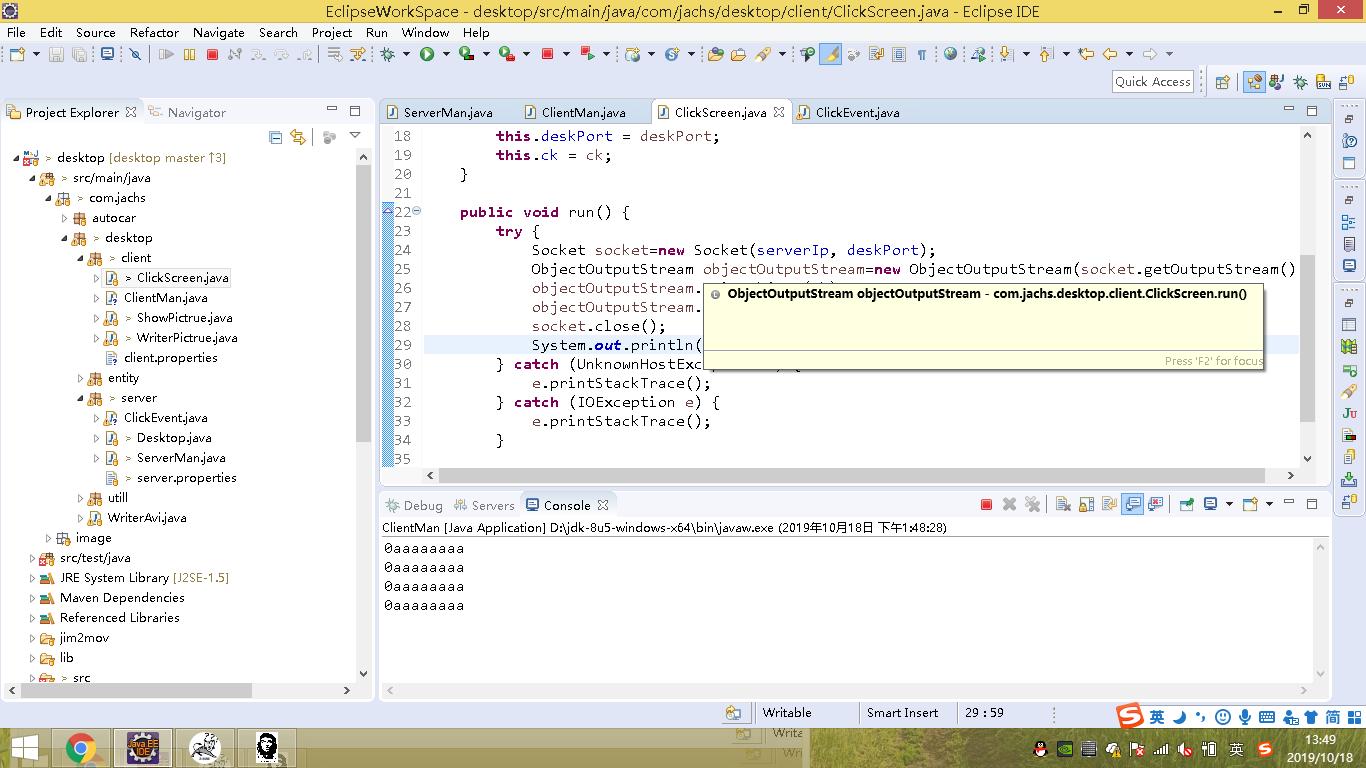 EclipseWorkSpace - desktop/src/main/java/com/jachs/desktop/client/ClickScreen.java - Eclipse IDE
File Edit Source Refactor Navigate Search Project Run Window Help
Quick Access
Project Explorer Navigator
> desktop [desktop master ↑3]
> src/main/java
> com.jachs
autocar
> desktop
> client
> ClickScreen.java
ClientMan.java
> ShowPictrue.java
> WriterPictrue.java
client.properties
entity
> server
ClickEvent.java
> Desktop.java
> ServerMan.java
> server.properties
utill
WriterAvi.java
image
src/test/java
JRE System Library [J2SE-1.5]
Maven Dependencies
Referenced Libraries
jim2mov
lib
> src
ServerMan.java ClientMan.java ClickScreen.java ClickEvent.java
18 this.deskPort = deskPort;
19 this.ck = ck;
20 }
21
22 public void run() {
23 try {
24 Socket socket=new Socket(serverIp, deskPort);
25 ObjectOutputStream objectOutputStream=new ObjectOutputStream(socket.getOutputStream()
26 objectOutputStream.
27 objectOutputStream.
28 socket.close();
29 System.out.println(
30 } catch (UnknownHostExc
31 e.printStackTrace();
32 } catch (IOException e) {
33 e.printStackTrace();
34 }
35
ObjectOutputStream objectOutputStream - com.jachs.desktop.client.ClickScreen.run()
Press 'F2' for focus
Debug Servers Console
ClientMan [Java Application] D:\jdk-8u5-windows-x64\bin\javaw.exe (2019年10月18日 下午1:48:28)
0aaaaaaaa
0aaaaaaaa
0aaaaaaaa
0aaaaaaaa
Writable Smart Insert 29 : 59
英 简
Java EE
IDE
英
13:49
2019/10/18